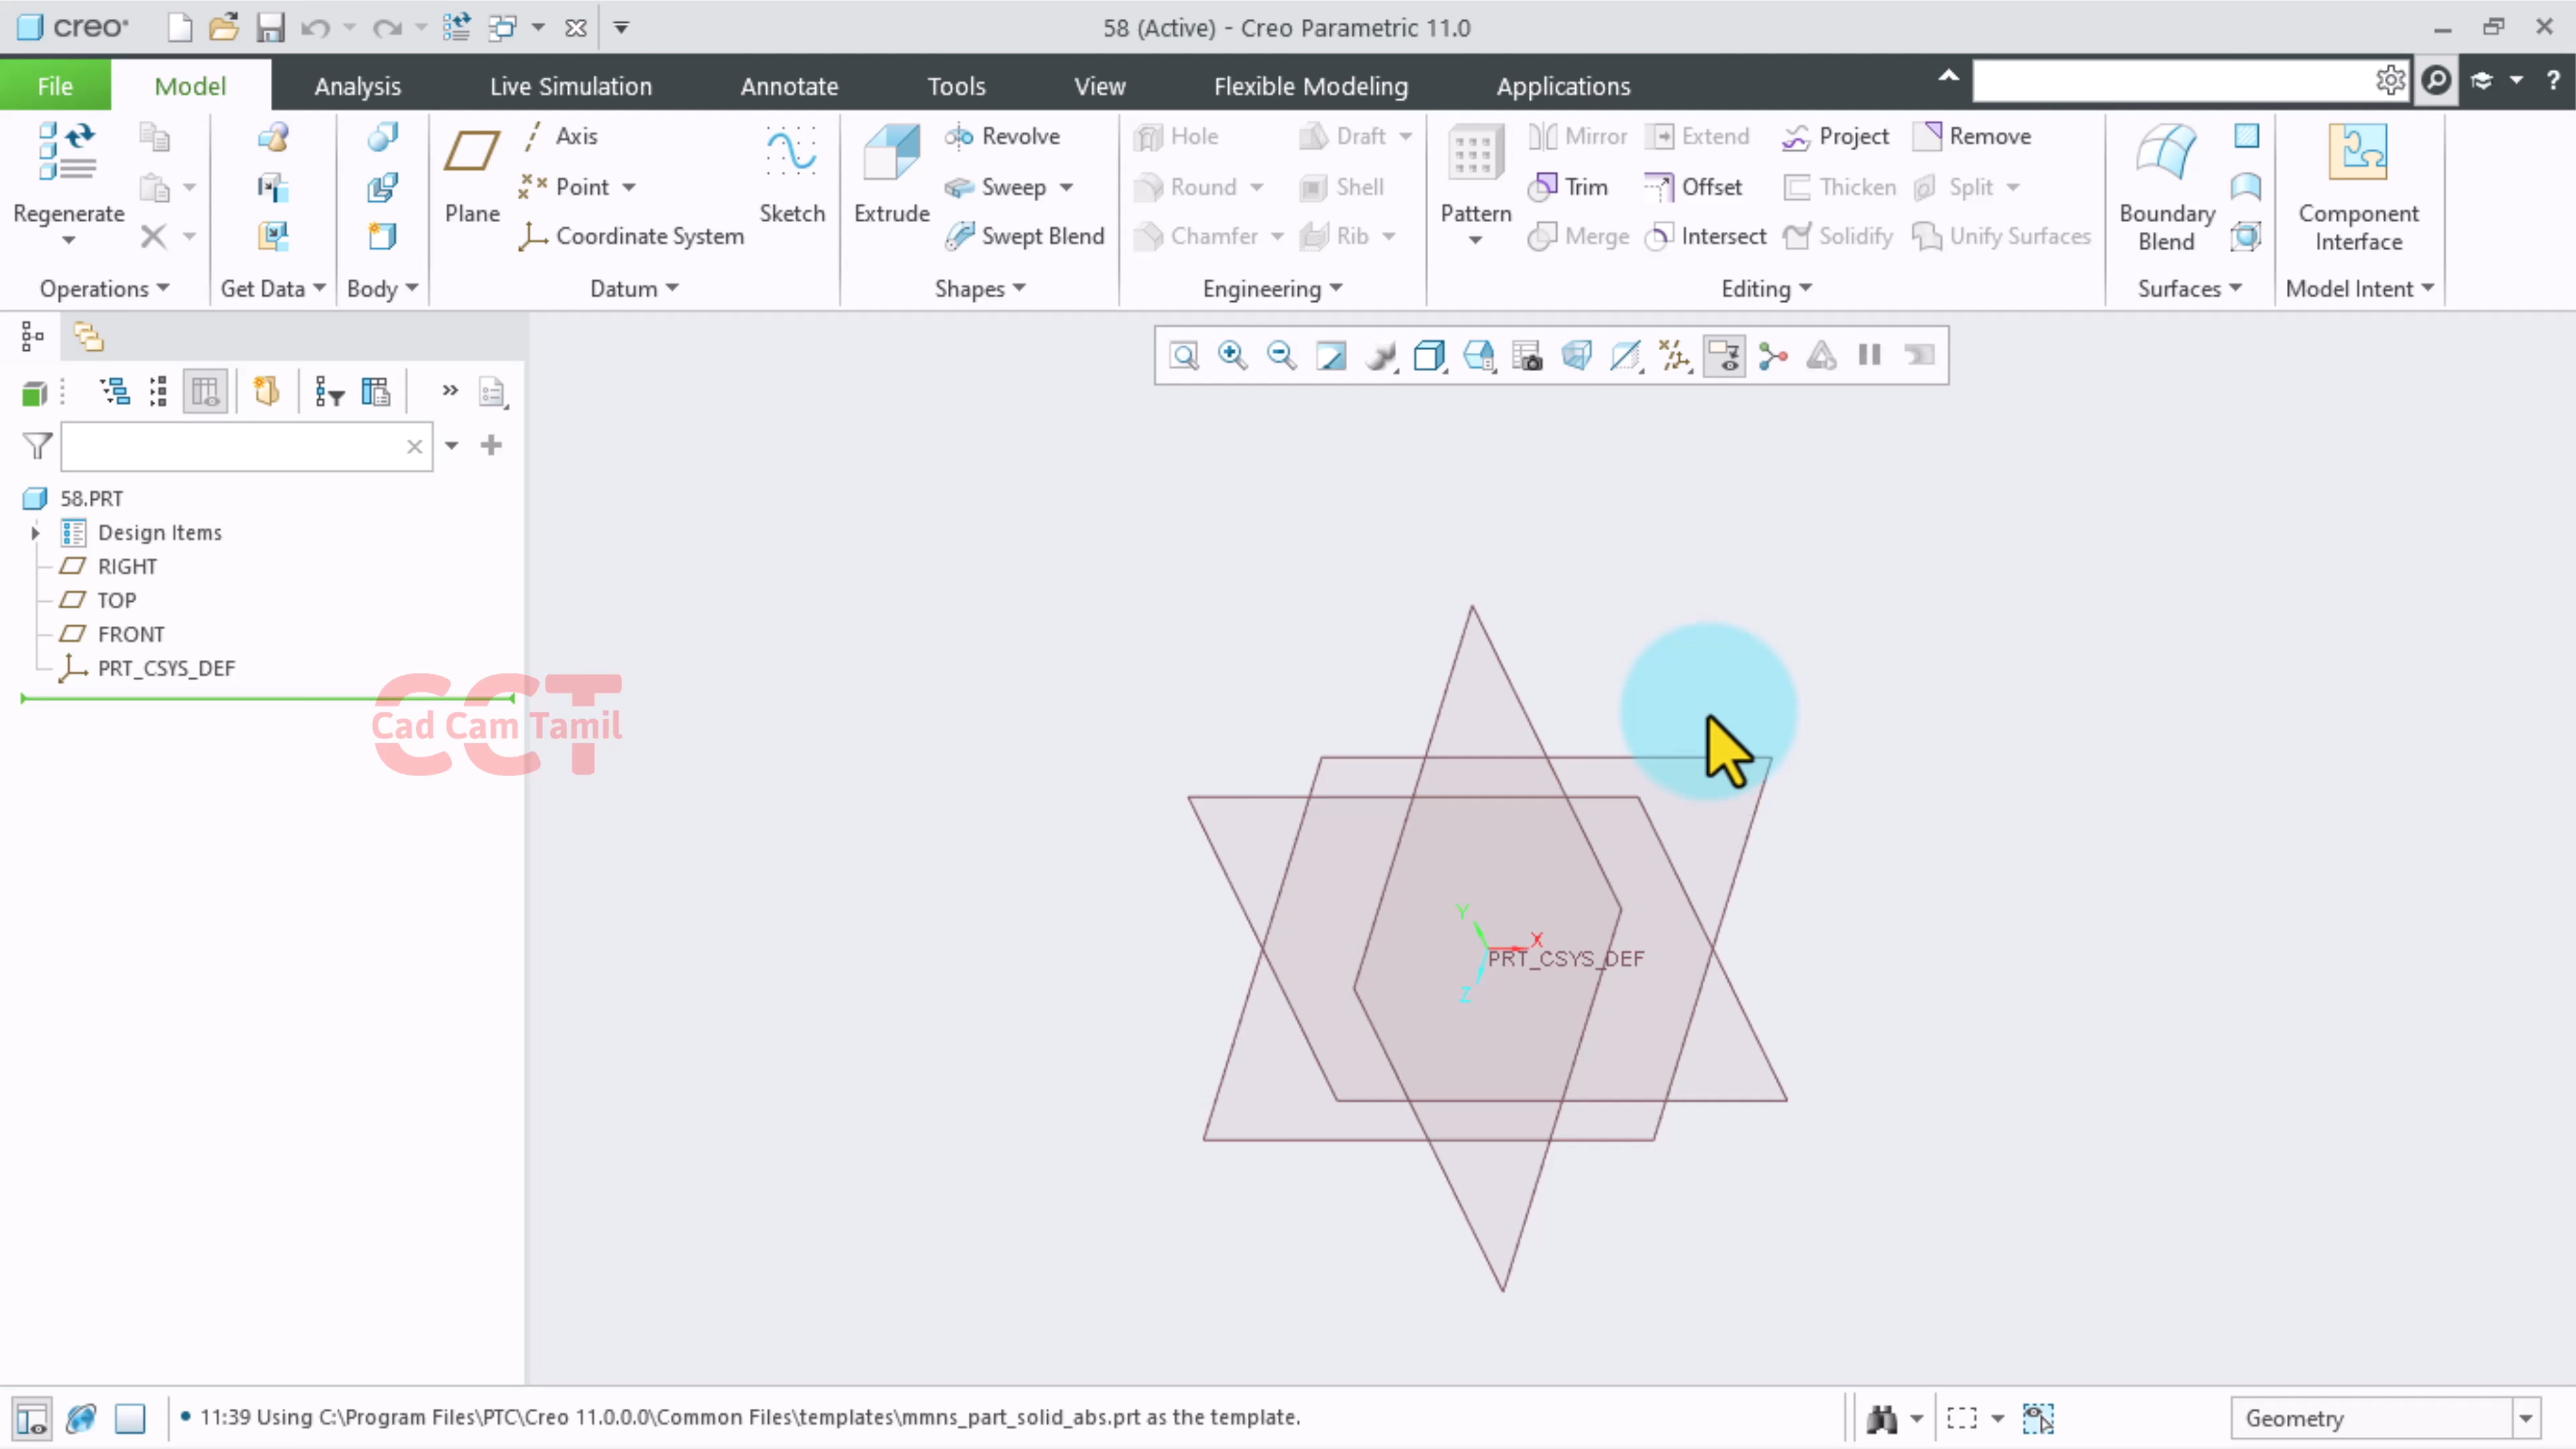 creo
58 (Active) - Creo Parametric 11.0
File Model Analysis Live Simulation Annotate Tools View Flexible Modeling Applications
?
Regenerate
Operations
Get Data
Body
Plane
Axis
Point
Coordinate System
Sketch
Datum
Extrude
Revolve
Sweep
Swept Blend
Shapes
Hole
Draft
Round
Shell
Chamfer
Rib
Engineering
Pattern
Mirror
Extend
Project
Remove
Trim
Offset
Thicken
Split
Merge
Intersect
Solidify
Unify Surfaces
Editing
Boundary
Blend
Surfaces
Component
Interface
Model Intent
58.PRT
Design Items
RIGHT
TOP
FRONT
PRT_CSYS_DEF
CCT
Cad Cam Tamil
Y
X
PRT_CSYS_DEF
Z
11:39 Using C:\Program Files\PTC\Creo 11.0.0.0\Common Files\templates\mmns_part_solid_abs.prt as the template.
Geometry